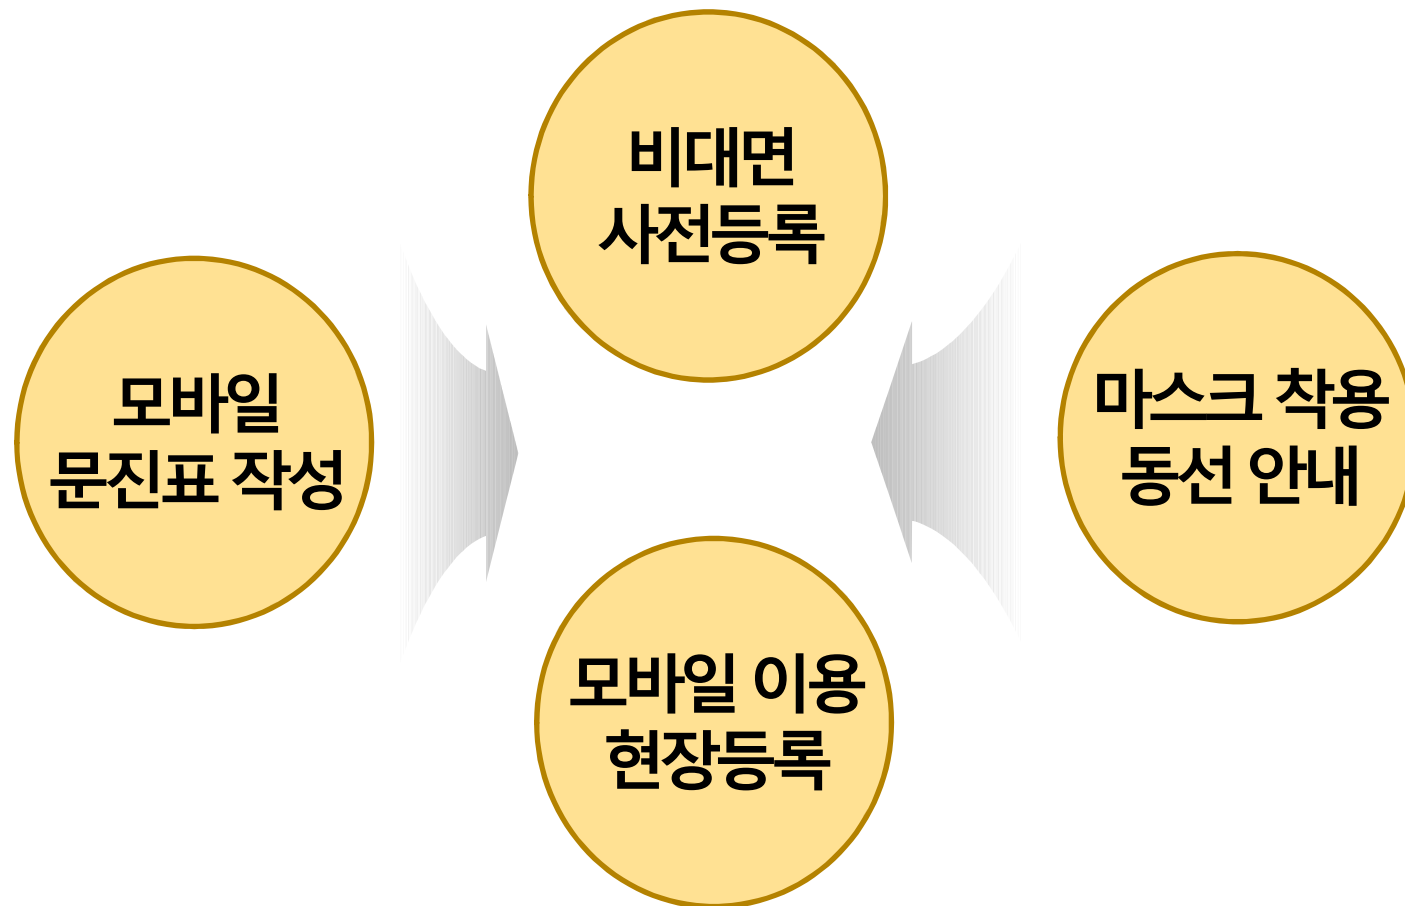 비대면
사전등록
모바일
문진표 작성
마스크 착용
동선 안내
모바일 이용
현장등록